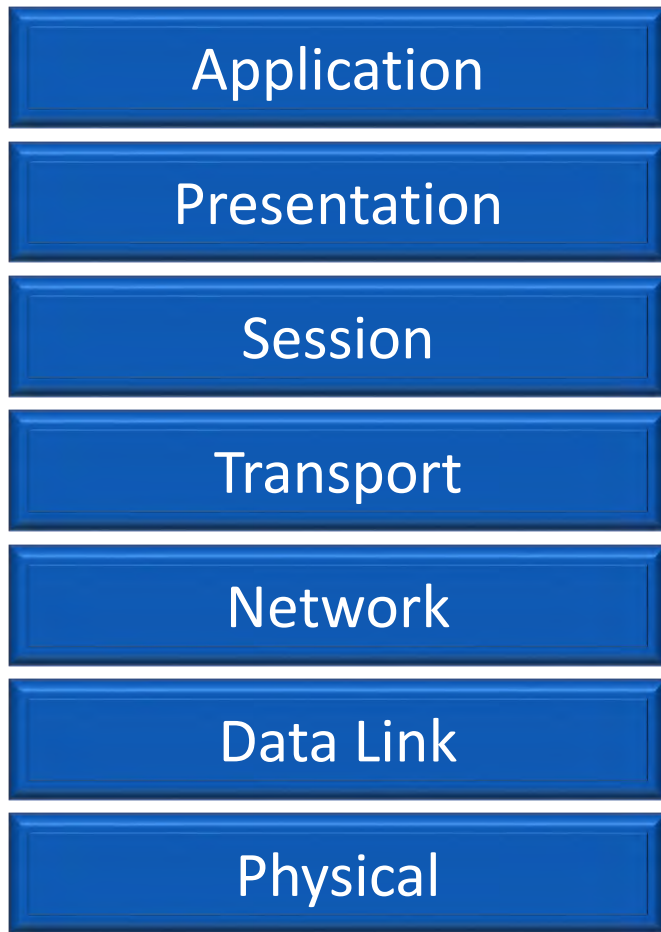 Application
Presentation
Session
Transport
Network
Data Link
Physical